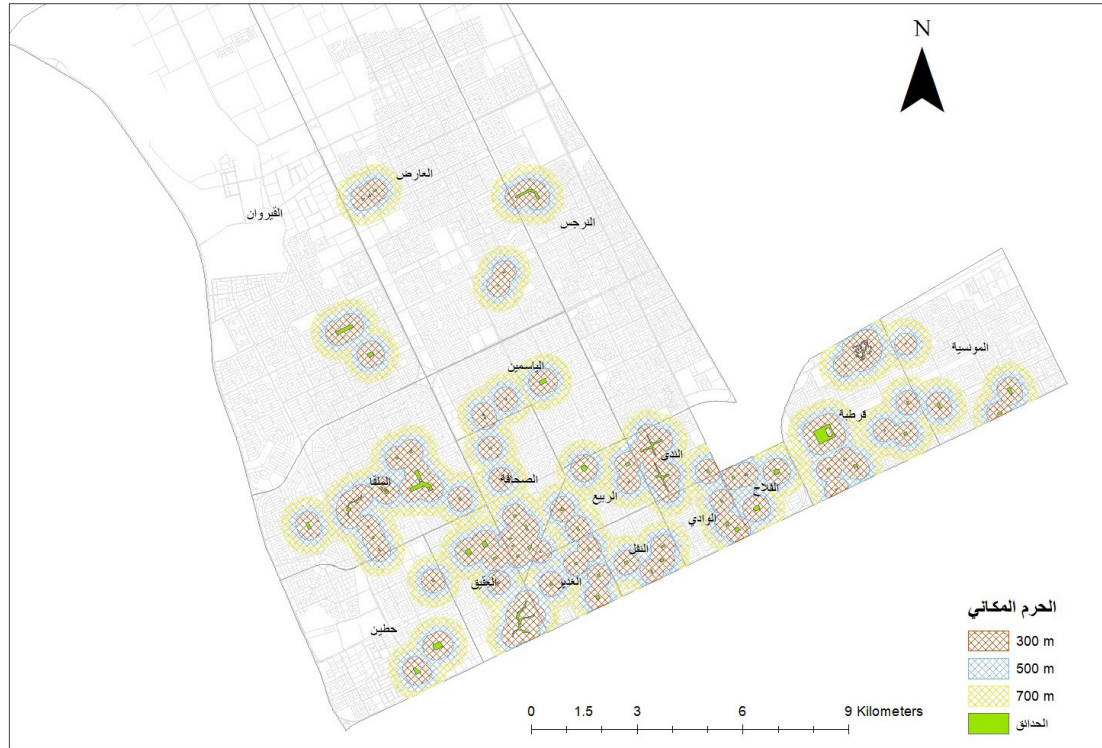 N
العارض
القيروان
النرجس
المونسية
الياسمين
قرطبة
الندى
الملقا
الصحافة
الربيع
الفلاح
الوادي
النفل
العقيق
الغدير
حطين
الحرم المكاني
300 m
500 m
700 m
الحدائق
0 1.5 3 6 9 Kilometers